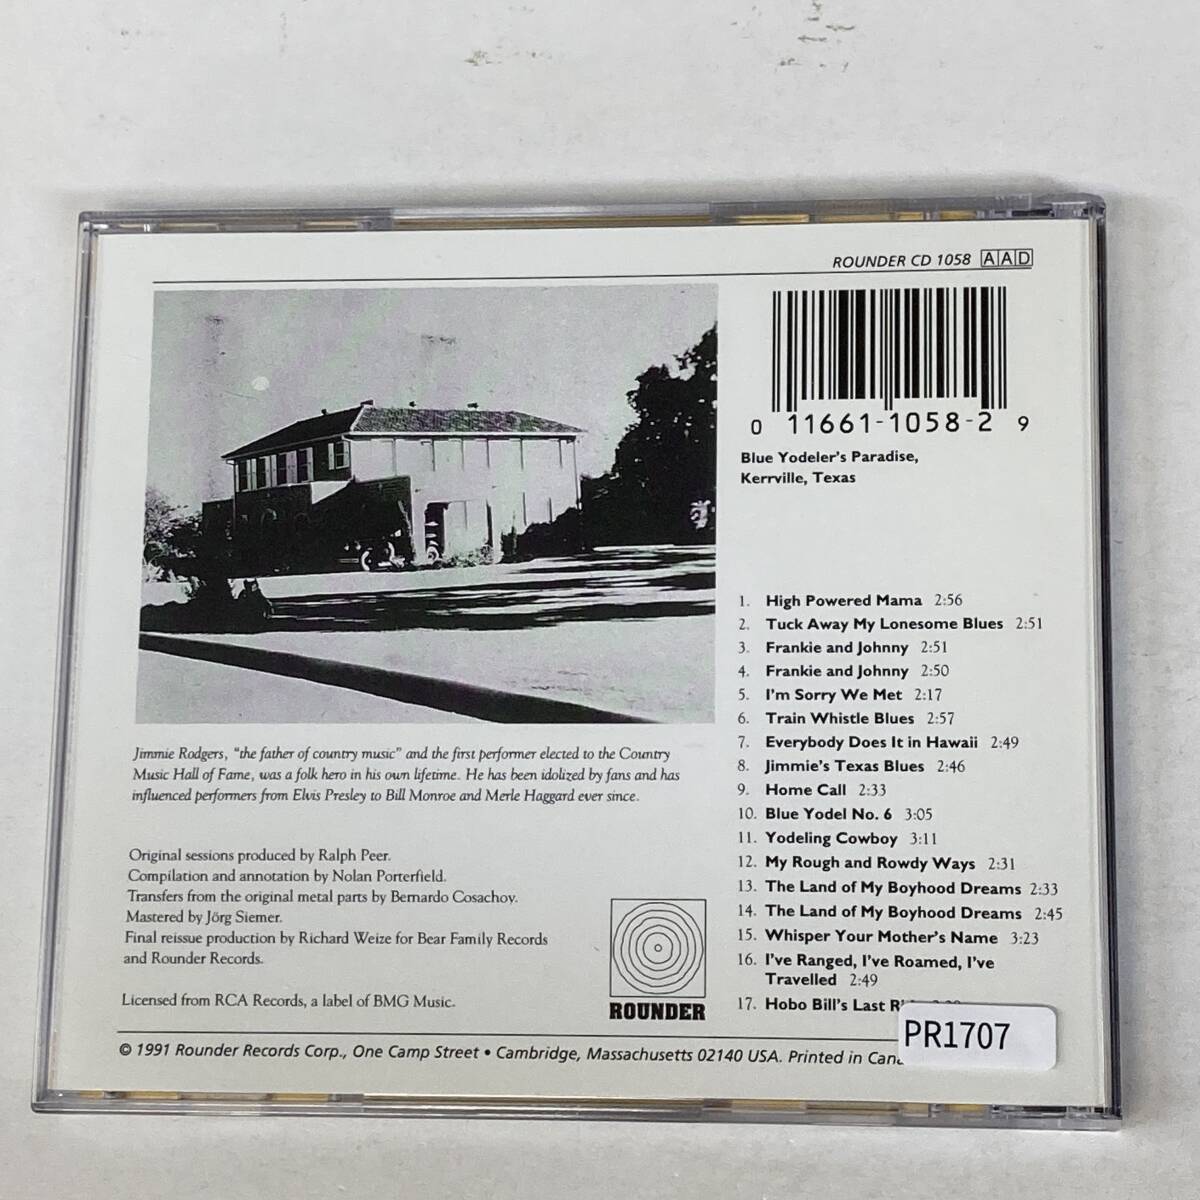 ROUNDER CD 1058 AAD
0 11661-1058-2 9
Blue Yodeler's Paradise,
Kerrville, Texas
1. High Powered Mama 2:56
2. Tuck Away My Lonesome Blues 2:51
3. Frankie and Johnny 2:51
4. Frankie and Johnny 2:50
5. I'm Sorry We Met 2:17
6. Train Whistle Blues 2:57
7. Everybody Does It in Hawaii 2:49
8. Jimmie's Texas Blues 2:46
9. Home Call 2:33
10. Blue Yodel No. 6 3:05
11. Yodeling Cowboy 3:11
12. My Rough and Rowdy Ways 2:31
13. The Land of My Boyhood Dreams 2:33
14. The Land of My Boyhood Dreams 2:45
15. Whisper Your Mother's Name 3:23
16. I've Ranged, I've Roamed, I've
Travelled 2:49
17. Hobo Bill's Last
Jimmie Rodgers, "the father of country music" and the first performer elected to the Country
Music Hall of Fame, was a folk hero in his own lifetime. He has been idolized by fans and has
influenced performers from Elvis Presley to Bill Monroe and Merle Haggard ever since.
Original sessions produced by Ralph Peer.
Compilation and annotation by Nolan Porterfield.
Transfers from the original metal parts by Bernardo Cosachov.
Mastered by Jörg Siemer.
Final reissue production by Richard Weize for Bear Family Records
and Rounder Records.
Licensed from RCA Records, a label of BMG Music.
ROUNDER
© 1991 Rounder Records Corp., One Camp Street • Cambridge, Massachusetts 02140 USA. Printed in
PR1707